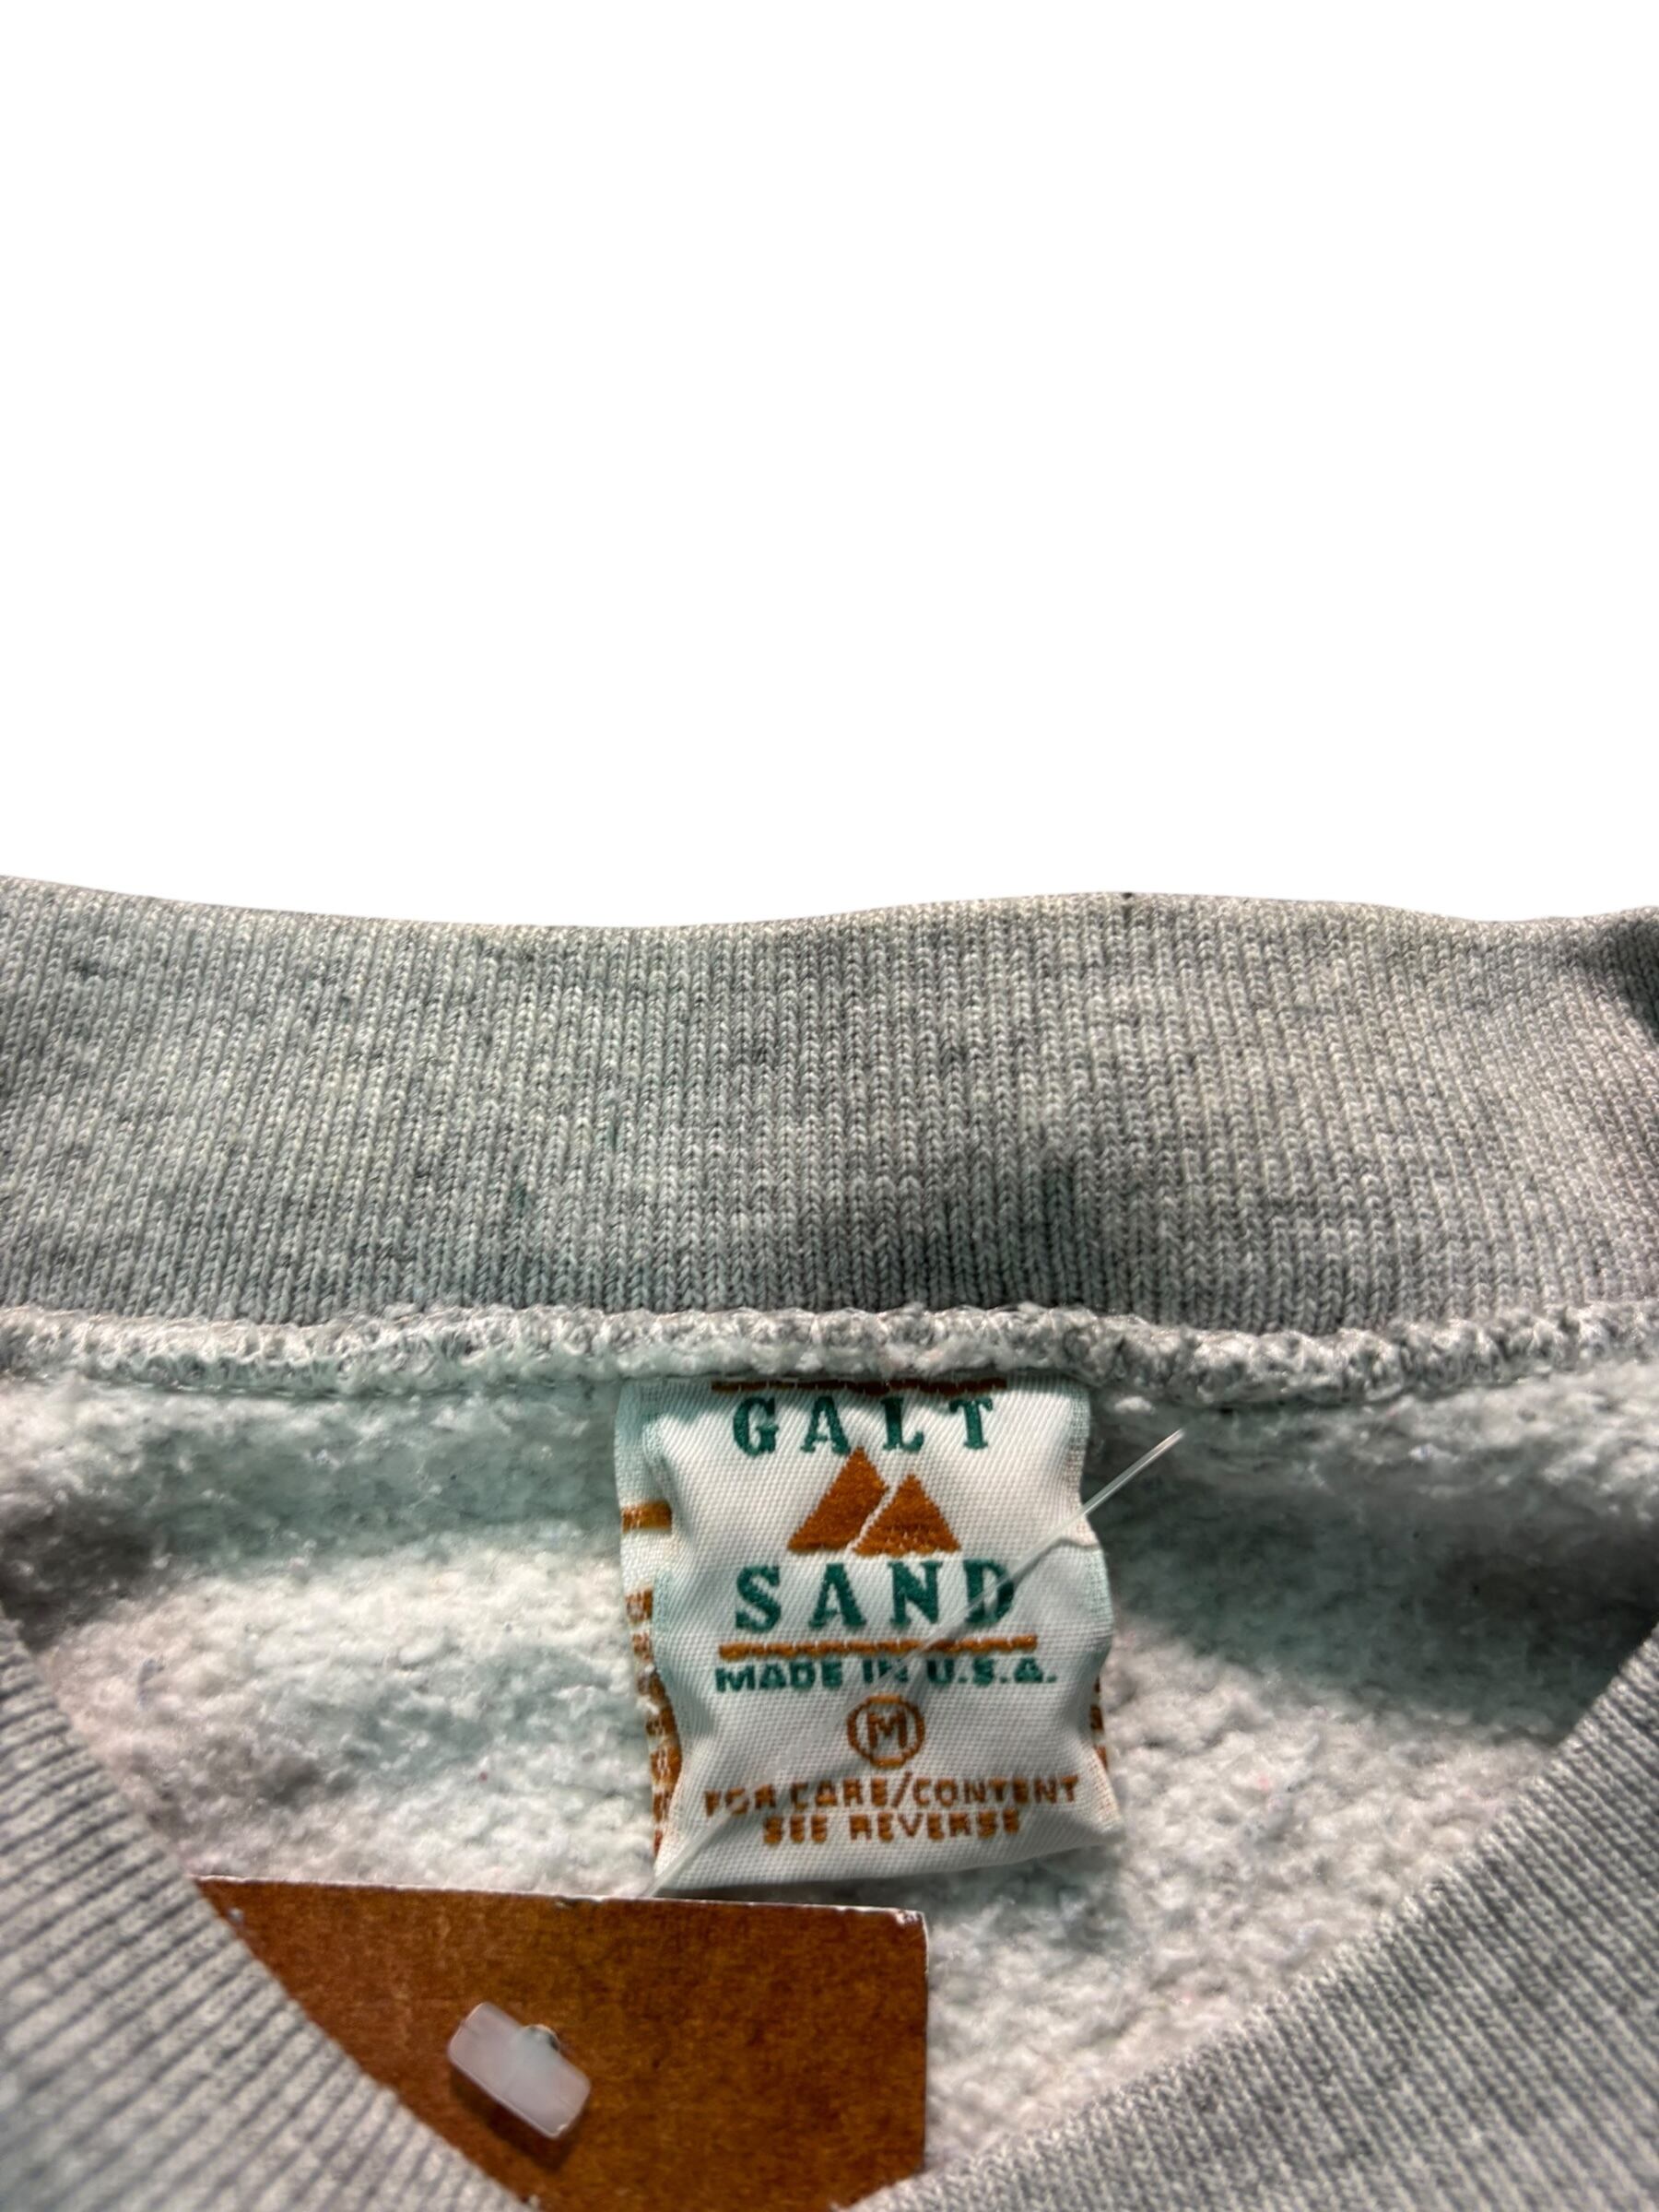 GALT
SAND
MADE IN U.S.A.
M
FOR CARE/CONTENT
SEE REVERSE